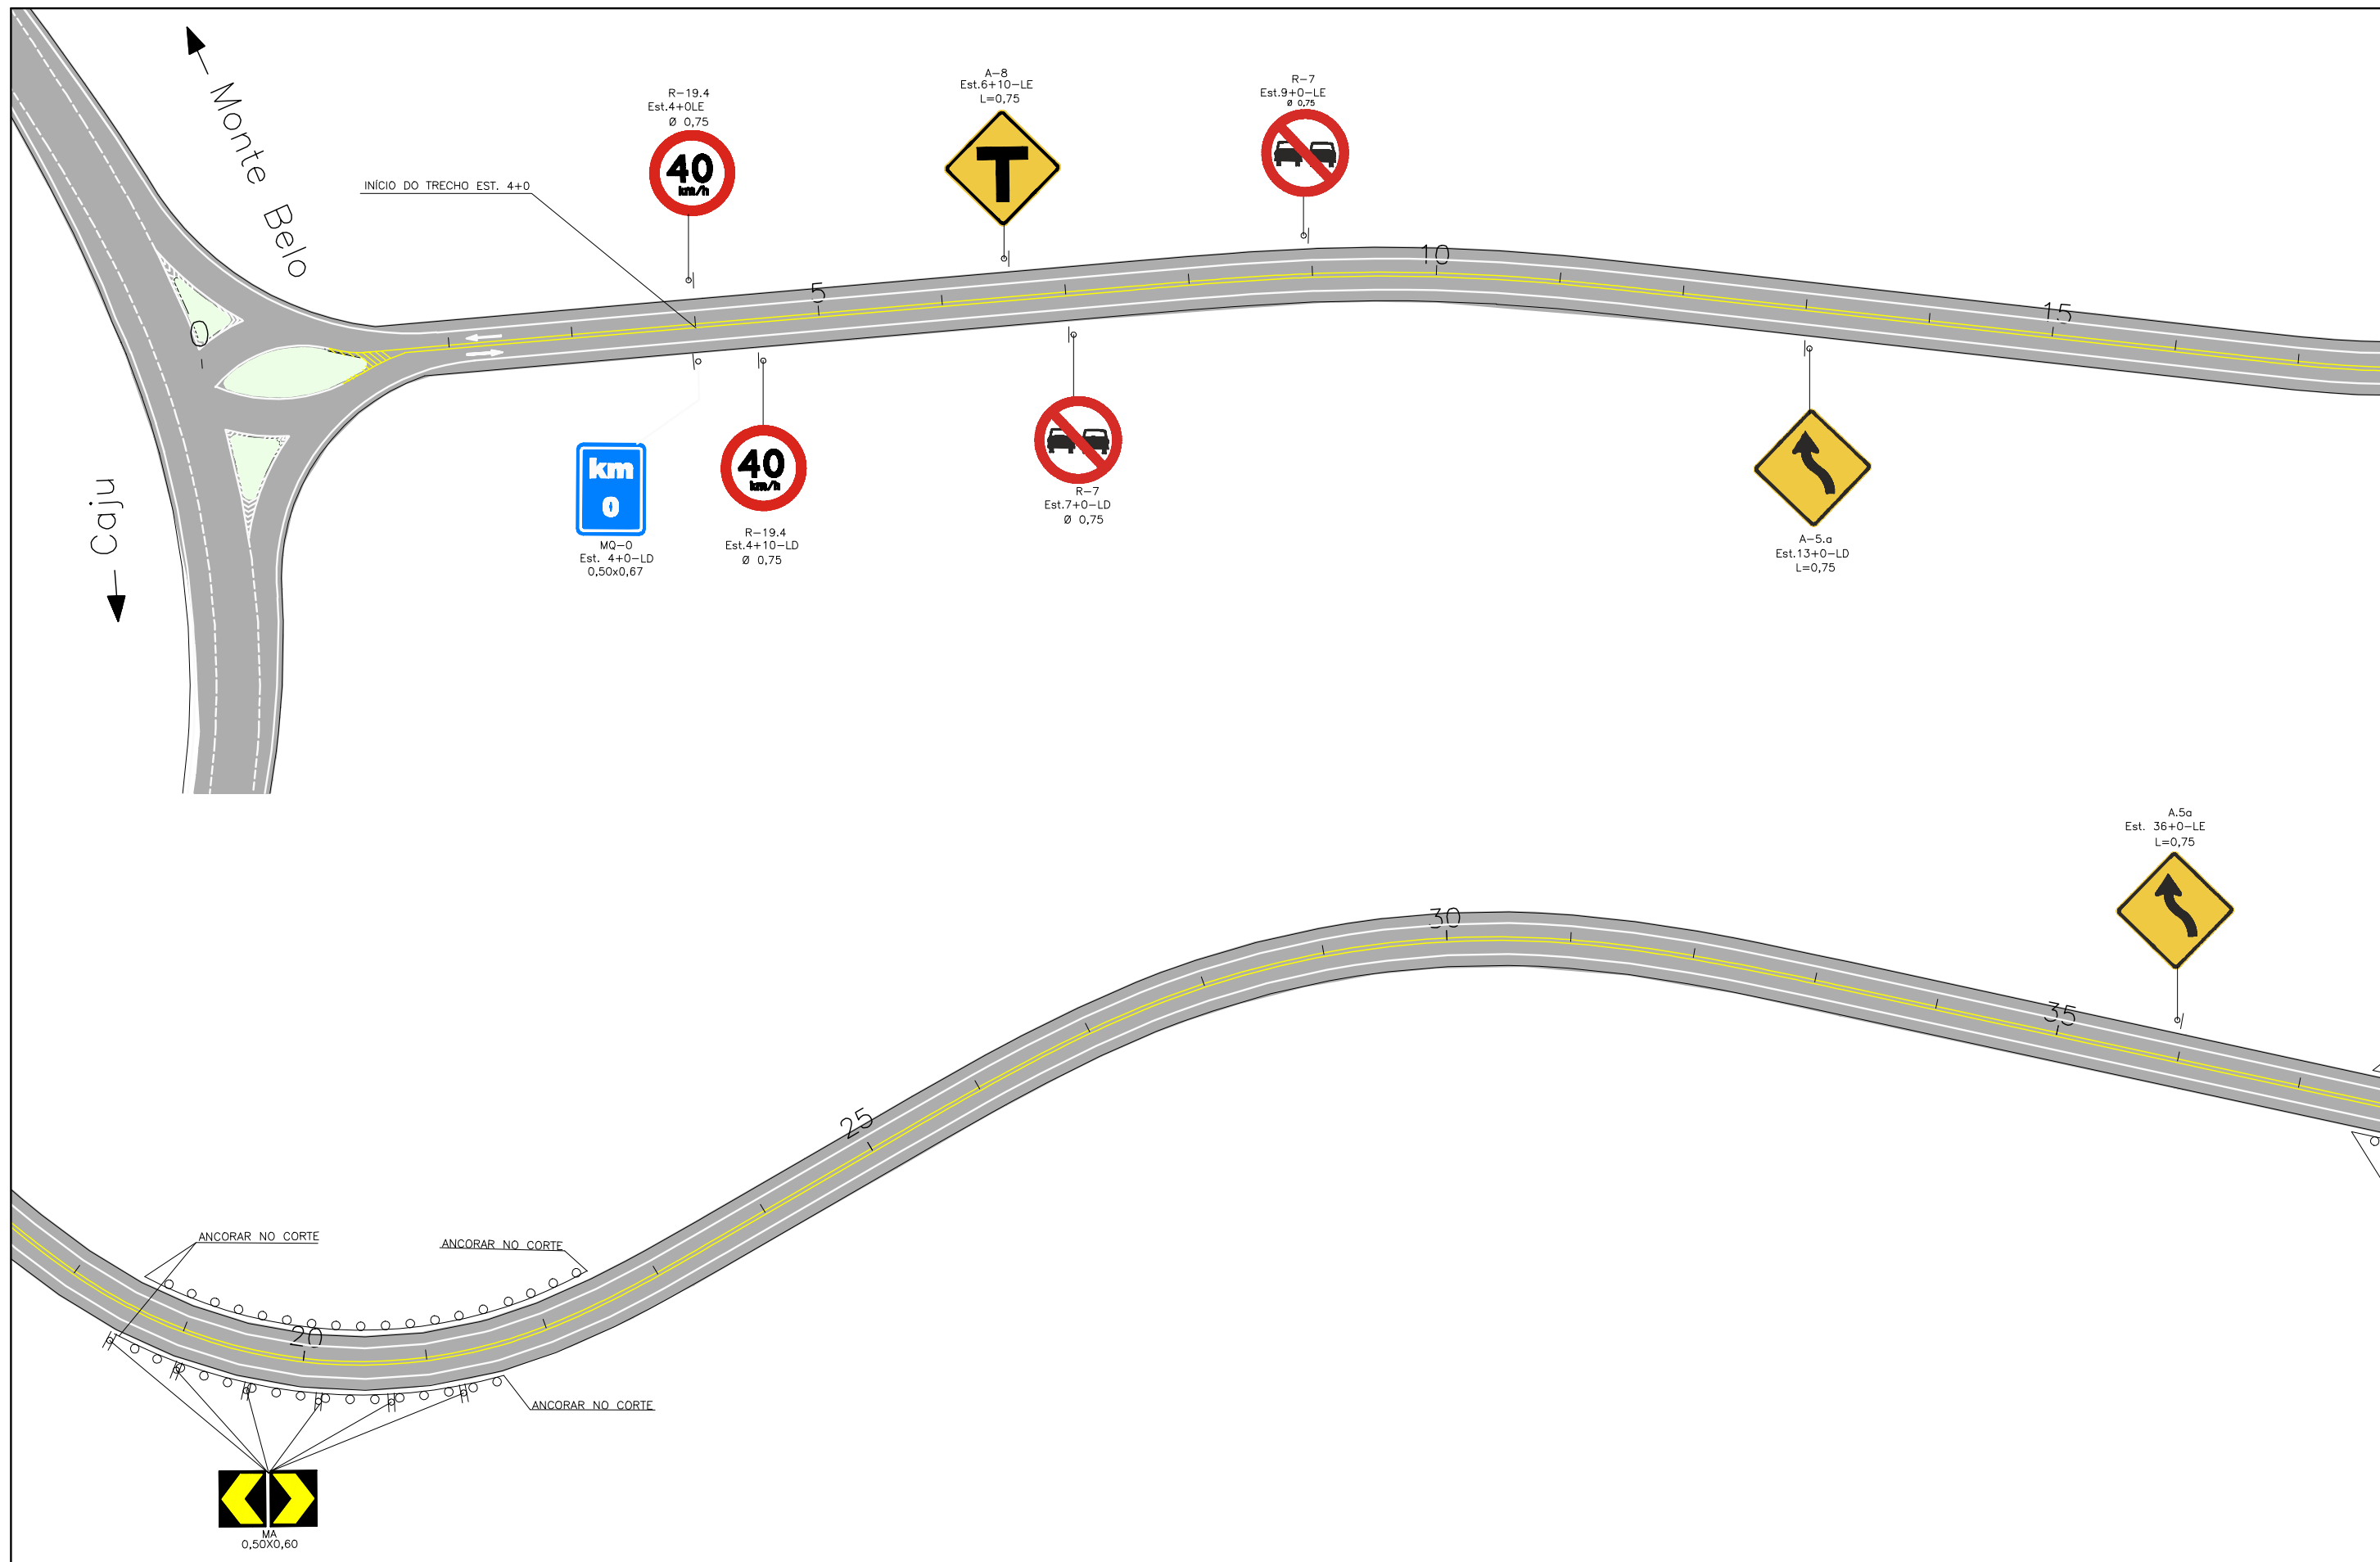 Monte Belo
Caju
0
INÍCIO DO TRECHO EST. 4+0
R-19.4
Est.4+0LE
Ø 0,75
40
km/h
A-8
Est.6+10-LE
L=0,75
T
R-7
Est.9+0-LE
Ø 0,75
5
10
15
km
0
MQ-0
Est. 4+0-LD
0,50x0,67
40
km/h
R-19.4
Est.4+10-LD
Ø 0,75
R-7
Est.7+0-LD
Ø 0,75
A-5.a
Est.13+0-LD
L=0,75
A.5a
Est. 36+0-LE
L=0,75
30
35
25
20
ANCORAR NO CORTE
ANCORAR NO CORTE
ANCORAR NO CORTE
MA
0,50X0,60